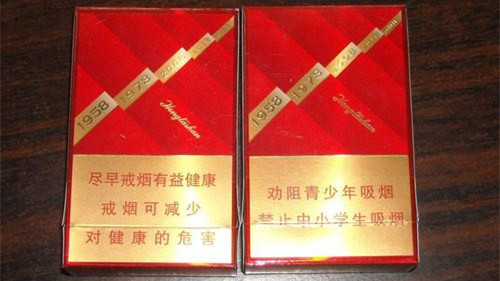 1958
1978
Hongtashan
尽早戒烟有益健康
戒烟可减少
对健康的危害
1958
1978
Hongtashan
劝阻青少年吸烟
禁止中小学生吸烟